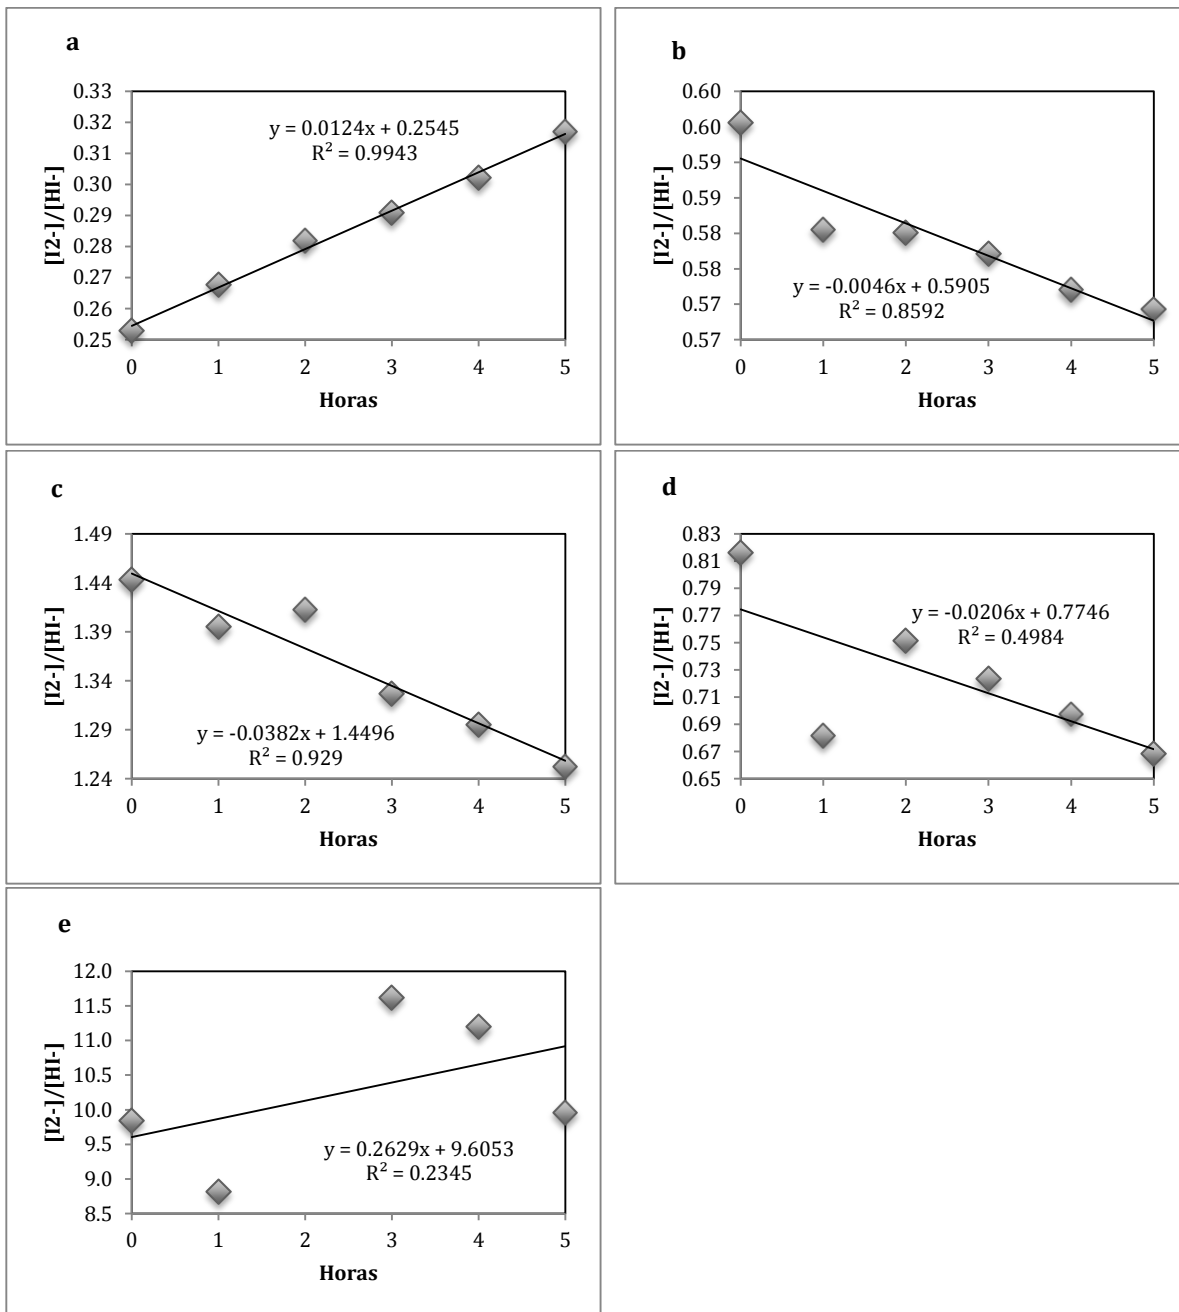 a
0.33
0.32
0.31
0.30
0.29
0.28
0.27
0.26
0.25
[I2-]/[HI-]
y = 0.0124x + 0.2545
R² = 0.9943
0 1 2 3 4 5
Horas
b
0.60
0.60
0.59
0.59
0.58
0.58
0.57
0.57
[I2-]/[HI-]
y = -0.0046x + 0.5905
R² = 0.8592
0 1 2 3 4 5
Horas
c
1.49
1.44
1.39
1.34
1.29
1.24
[I2-]/[HI-]
y = -0.0382x + 1.4496
R² = 0.929
0 1 2 3 4 5
Horas
d
0.83
0.81
0.79
0.77
0.75
0.73
0.71
0.69
0.67
0.65
[I2-]/[HI-]
y = -0.0206x + 0.7746
R² = 0.4984
0 1 2 3 4 5
Horas
e
12.0
11.5
11.0
10.5
10.0
9.5
9.0
8.5
[I2-]/[HI-]
y = 0.2629x + 9.6053
R² = 0.2345
0 1 2 3 4 5
Horas